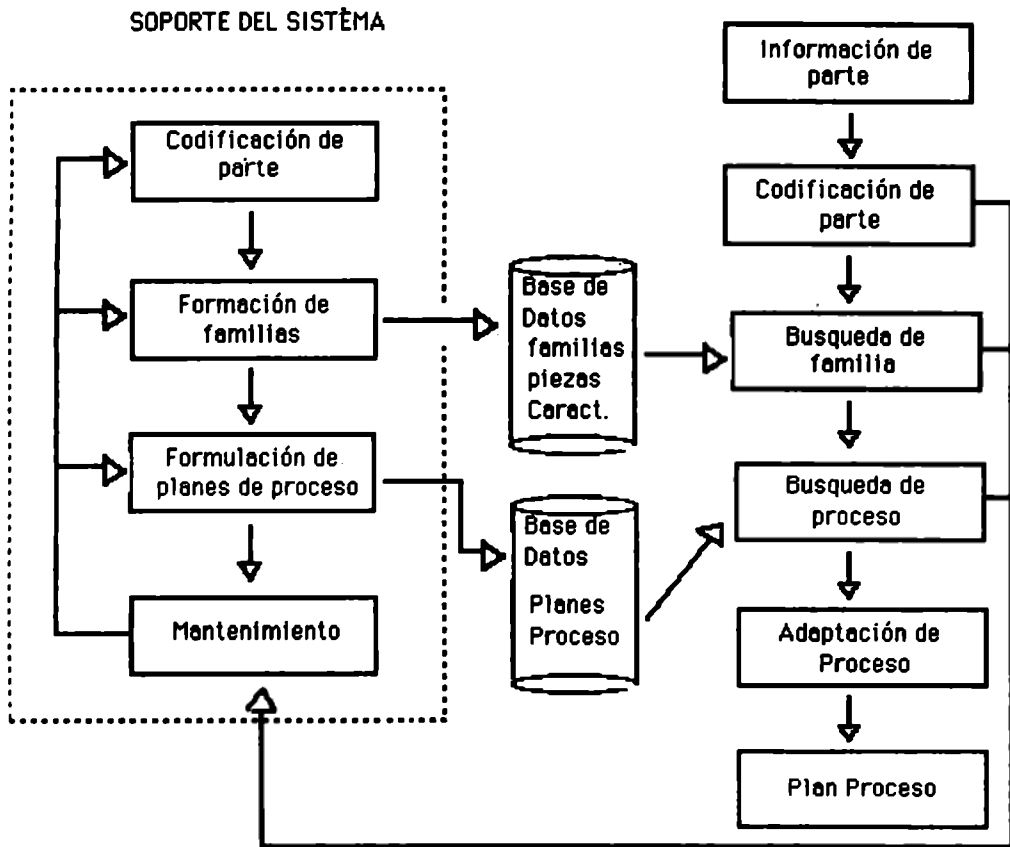 SOPORTE DEL SISTEMA
Codificación de
parte
Formación de
familias
Formulación de
planes de proceso
Mantenimiento
Base de
Datos
familias
piezas
Caract.
Base de
Datos
Planes
Proceso
Información de
parte
Codificación de
parte
Busqueda de
familia
Busqueda de
proceso
Adaptación de
Proceso
Plan Proceso